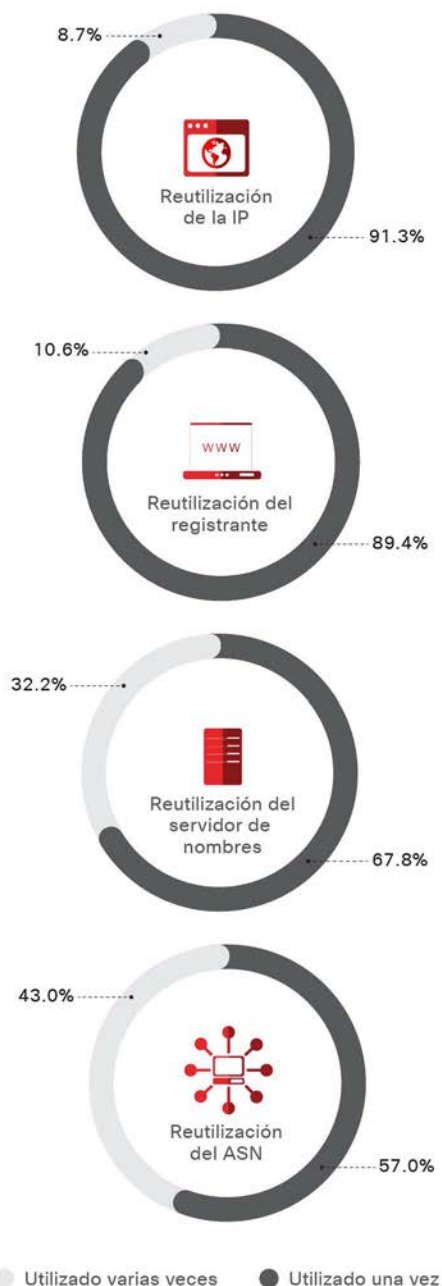 8.7%
Reutilización
de la IP
91.3%
10.6%
WWW
Reutilización del
registrante
89.4%
32.2%
Reutilización del
servidor de
nombres
67.8%
43.0%
Reutilización
del ASN
57.0%
Utilizado varias veces Utilizado una vez